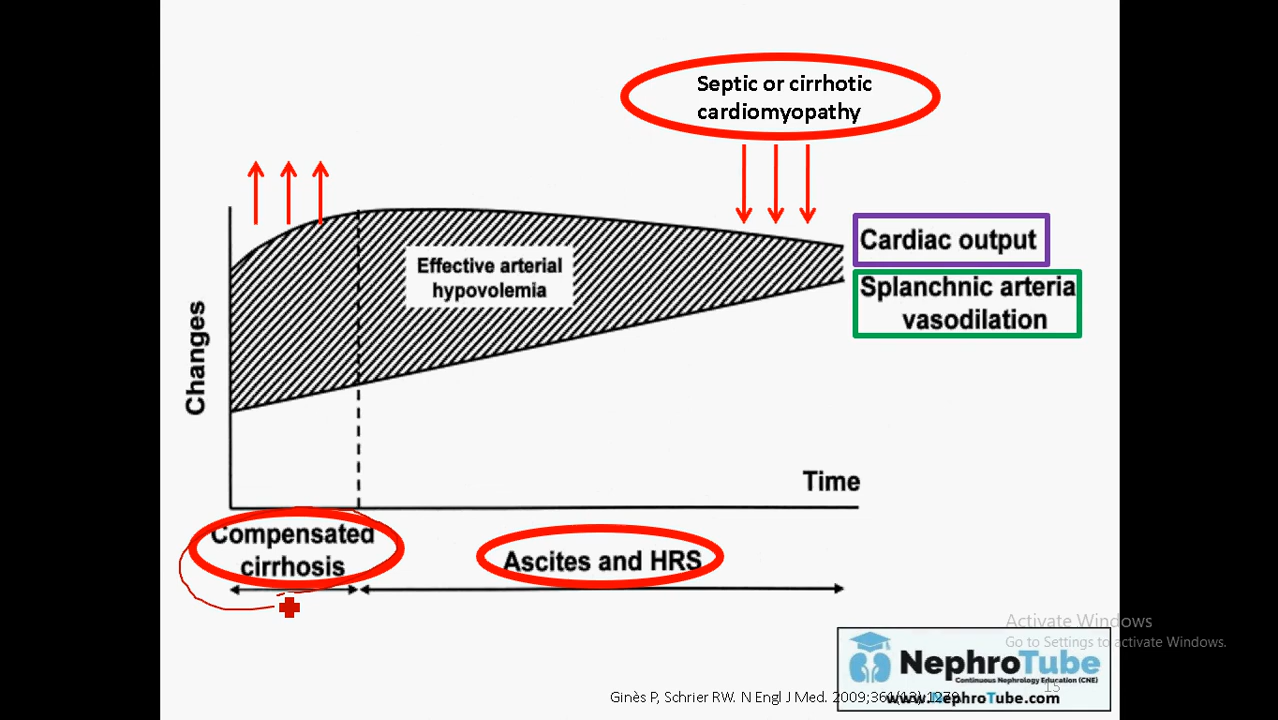 Septic or cirrhotic
cardiomyopathy
Cardiac output
Splanchnic arteria
vasodilation
Effective arterial
hypovolemia
Changes
Time
Compensated
cirrhosis
Ascites and HRS
Activate Windows
Go to Settings to activate Windows.
NephroTube
Continuous Nephrology Education (CNE)
15
Ginès P, Schrier RW. N Engl J Med. 2009;361(13):1279
www.NephroTube.com